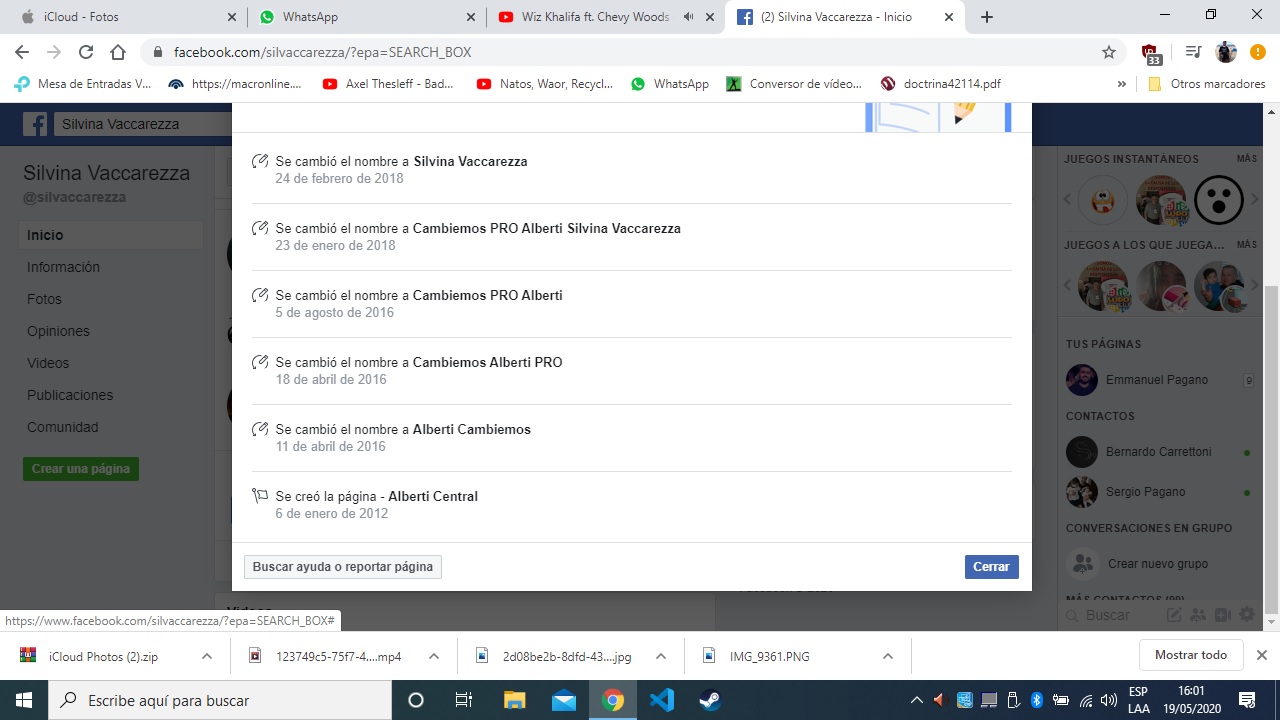 iCloud - Fotos
WhatsApp
Wiz Khalifa ft. Chevy Woods
(2) Silvina Vaccarezza - Inicio
facebook.com/silvaccarezza/?epa=SEARCH_BOX
33
Mesa de Entradas V...
https://macronline....
Axel Thesleff - Bad...
Natos, Waor, Recycl...
WhatsApp
Conversor de vídeo...
doctrina42114.pdf
»
Otros marcadores
Silvina Vaccarezza
Silvina Vaccarezza
@silvaccarezza
Inicio
Información
Fotos
Opiniones
Videos
Publicaciones
Comunidad
Crear una página
Se cambió el nombre a Silvina Vaccarezza
24 de febrero de 2018
Se cambió el nombre a Cambiemos PRO Alberti Silvina Vaccarezza
23 de enero de 2018
Se cambió el nombre a Cambiemos PRO Alberti
5 de agosto de 2016
Se cambió el nombre a Cambiemos Alberti PRO
18 de abril de 2016
Se cambió el nombre a Alberti Cambiemos
11 de abril de 2016
Se creó la página - Alberti Central
6 de enero de 2012
Buscar ayuda o reportar página
Cerrar
Videos
JUEGOS INSTANTÁNEOS
MÁS
JUEGOS A LOS QUE JUEGA...
MÁS
TUS PÁGINAS
Emmanuel Pagano
9
CONTACTOS
Bernardo Carrettoni
Sergio Pagano
CONVERSACIONES EN GRUPO
Crear nuevo grupo
MÁS CONTACTOS (99)
Buscar
https://www.facebook.com/silvaccarezza/?epa=SEARCH_BOX#
iCloud Photos (2).zip
123749c5-75f7-4....mp4
2d08be2b-8dfd-43....jpg
IMG_9361.PNG
Mostrar todo
Escribe aquí para buscar
ESP
LAA
16:01
19/05/2020